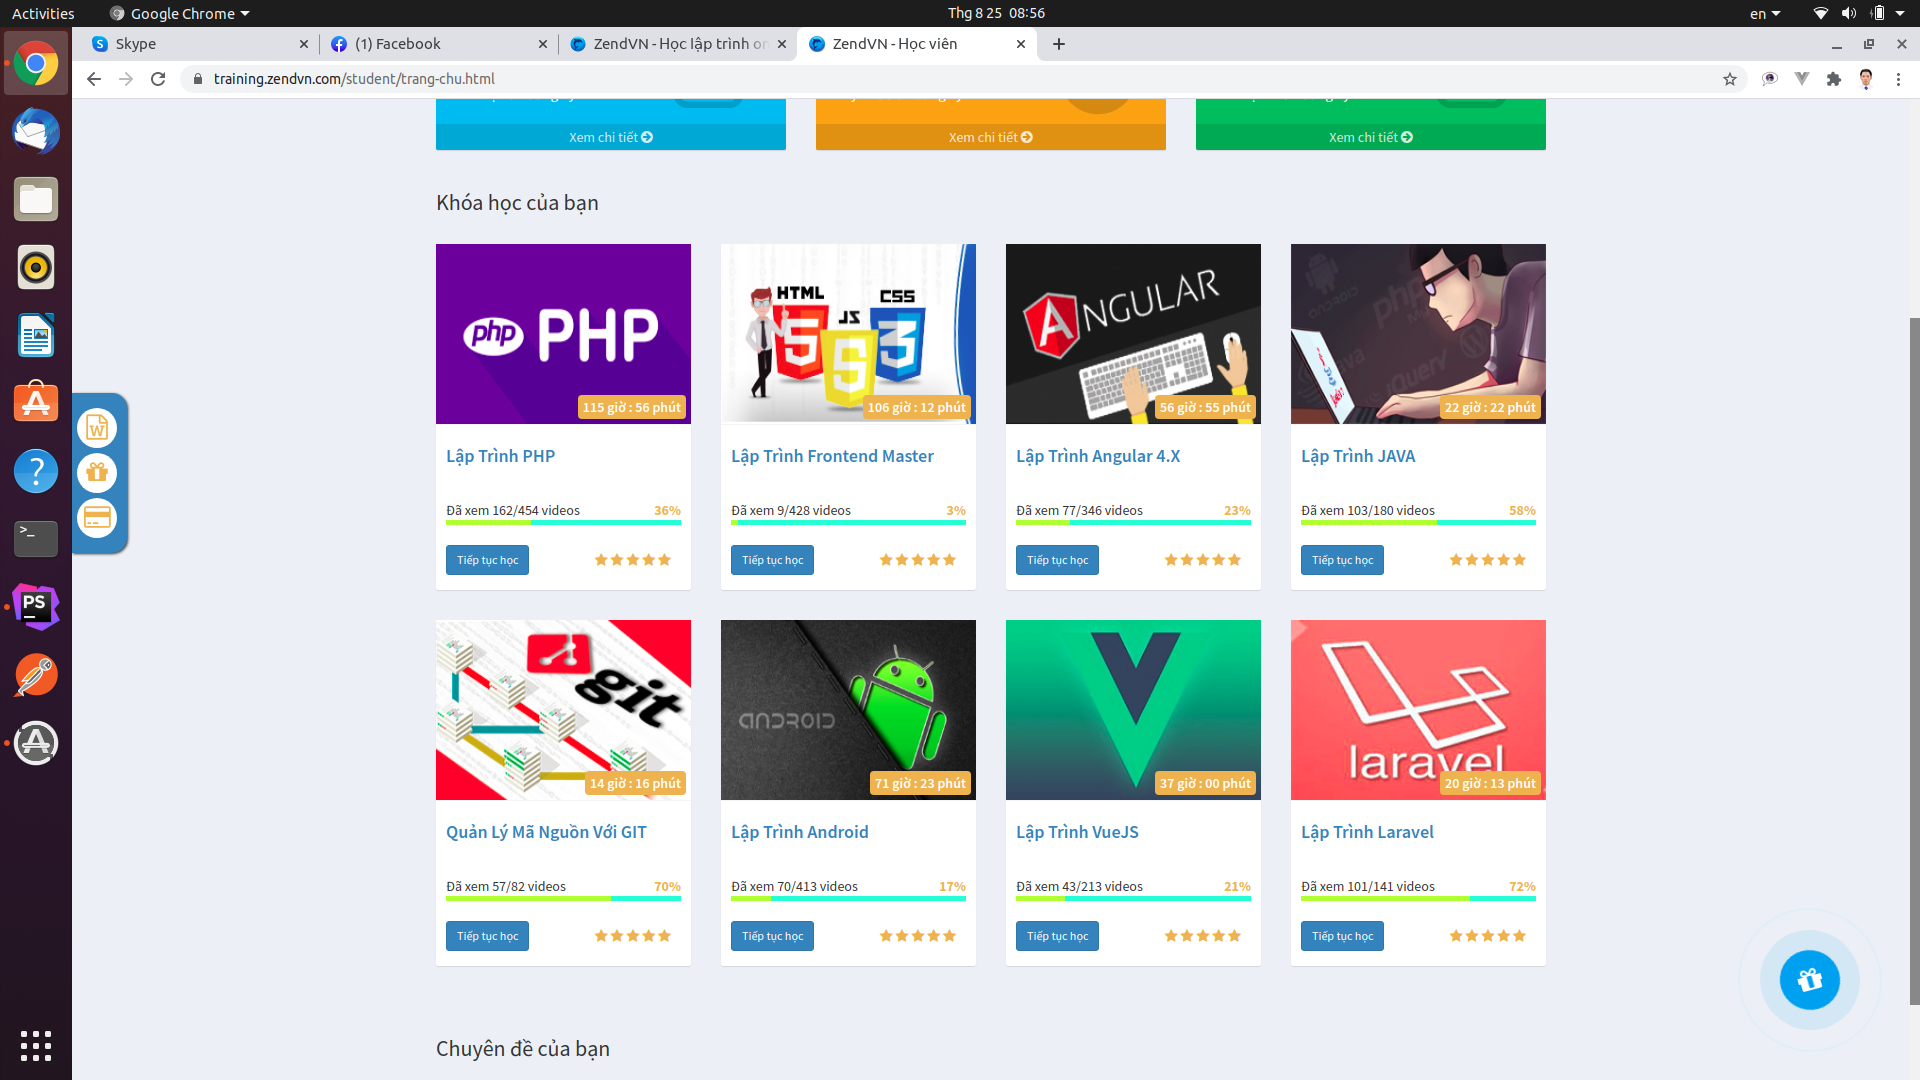 Activities
Google Chrome
Thg 8 25 08:56
en
Skype
(1) Facebook
ZendVN - Học lập trình on
ZendVN - Học viên
training.zendvn.com/student/trang-chu.html
Xem chi tiết
Xem chi tiết
Xem chi tiết
Khóa học của bạn
php PHP
115 giờ : 56 phút
HTML
JS
CSS
106 giờ : 12 phút
ANGULAR
56 giờ : 55 phút
ANDROID
php
jQuery
22 giờ : 22 phút
Lập Trình PHP
Lập Trình Frontend Master
Lập Trình Angular 4.X
Lập Trình JAVA
Đã xem 162/454 videos 36%
Đã xem 9/428 videos 3%
Đã xem 77/346 videos 23%
Đã xem 103/180 videos 58%
Tiếp tục học
Tiếp tục học
Tiếp tục học
Tiếp tục học
git
14 giờ : 16 phút
ANDROID
71 giờ : 23 phút
37 giờ : 00 phút
laravel
20 giờ : 13 phút
Quản Lý Mã Nguồn Với GIT
Lập Trình Android
Lập Trình VueJS
Lập Trình Laravel
Đã xem 57/82 videos 70%
Đã xem 70/413 videos 17%
Đã xem 43/213 videos 21%
Đã xem 101/141 videos 72%
Tiếp tục học
Tiếp tục học
Tiếp tục học
Tiếp tục học
Chuyên đề của bạn
W
PS